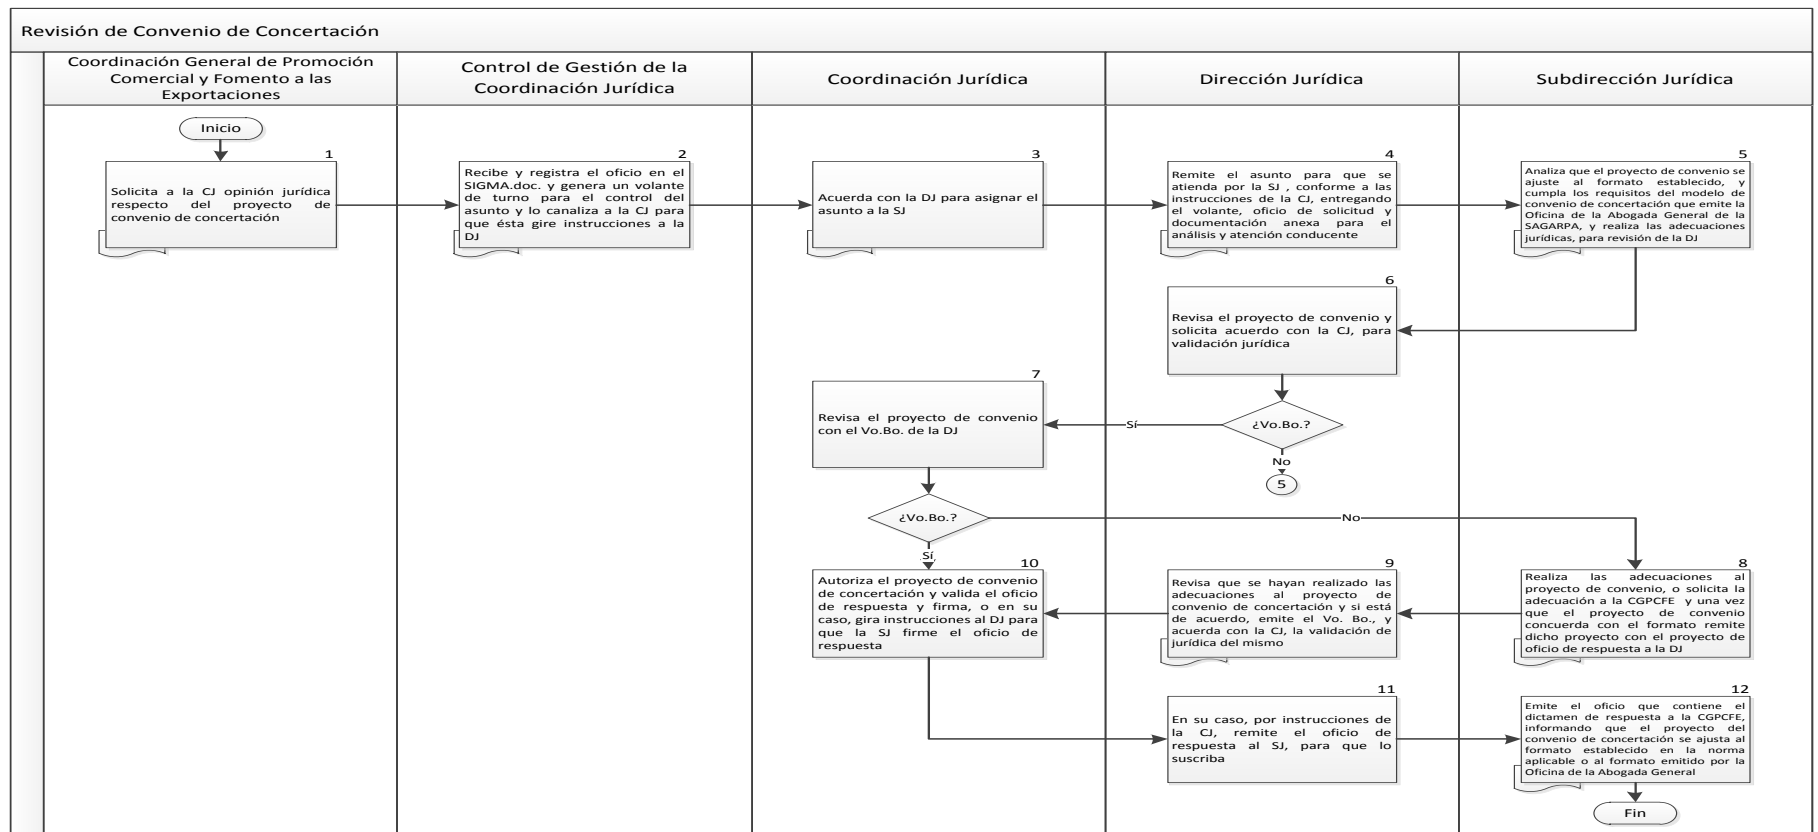 Revisión de Convenio de Concertación
Coordinación General de Promoción
Comercial y Fomento a las
Exportaciones
Control de Gestión de la
Coordinación Jurídica
Coordinación Jurídica
Dirección Jurídica
Subdirección Jurídica
Inicio
1
Solicita a la CJ opinión jurídica
respecto del proyecto de
convenio de concertación
2
Recibe y registra el oficio en el
SIGMA.doc. y genera un volante
de turno para el control del
asunto y lo canaliza a la CJ para
que ésta gire instrucciones a la
DJ
3
Acuerda con la DJ para asignar el
asunto a la SJ
4
Remite el asunto para que se
atienda por la SJ , conforme a las
instrucciones de la CJ, entregando
el volante, oficio de solicitud y
documentación anexa para el
análisis y atención conducente
5
Analiza que el proyecto de convenio se
ajuste al formato establecido, y
cumpla los requisitos del modelo de
convenio de concertación que emite la
Oficina de la Abogada General de la
SAGARPA, y realiza las adecuaciones
jurídicas, para revisión de la DJ
6
Revisa el proyecto de convenio y
solicita acuerdo con la CJ, para
validación jurídica
¿Vo.Bo.?
Sí
No
5
7
Revisa el proyecto de convenio
con el Vo.Bo. de la DJ
¿Vo.Bo.?
No
Sí
8
Realiza las adecuaciones al
proyecto de convenio, o solicita la
adecuación a la CGPCFE y una vez
que el proyecto de convenio
concuerda con el formato remite
dicho proyecto con el proyecto de
oficio de respuesta a la DJ
9
Revisa que se hayan realizado las
adecuaciones al proyecto de
convenio de concertación y si está
de acuerdo, emite el Vo. Bo., y
acuerda con la CJ, la validación de
jurídica del mismo
10
Autoriza el proyecto de convenio
de concertación y valida el oficio
de respuesta y firma, o en su
caso, gira instrucciones al DJ para
que la SJ firme el oficio de
respuesta
11
En su caso, por instrucciones de
la CJ, remite el oficio de
respuesta al SJ, para que lo
suscriba
12
Emite el oficio que contiene el
dictamen de respuesta a la CGPCFE,
informando que el proyecto del
convenio de concertación se ajusta al
formato establecido en la norma
aplicable o al formato emitido por la
Oficina de la Abogada General
Fin